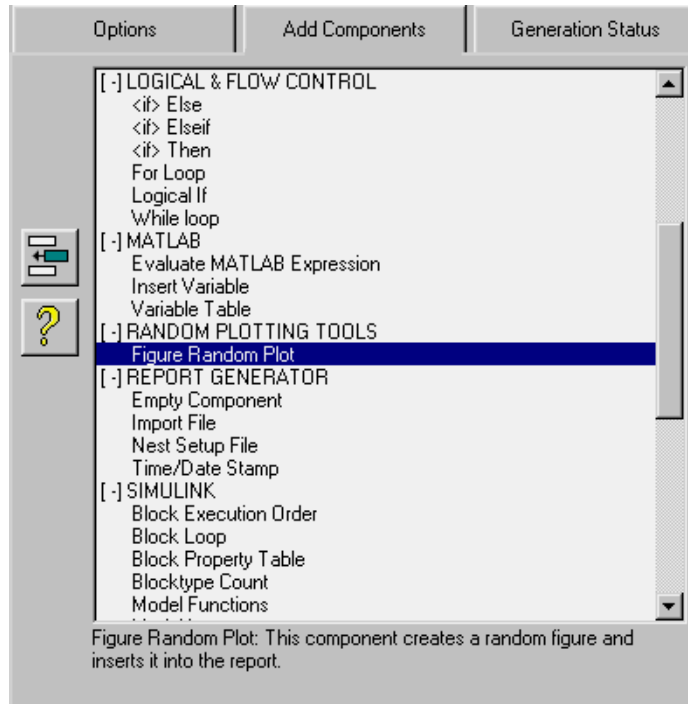 Options Add Components Generation Status
[-] LOGICAL & FLOW CONTROL
<if> Else
<if> Elseif
<if> Then
For Loop
Logical If
While loop
[-] MATLAB
Evaluate MATLAB Expression
Insert Variable
Variable Table
[-] RANDOM PLOTTING TOOLS
Figure Random Plot
[-] REPORT GENERATOR
Empty Component
Import File
Nest Setup File
Time/Date Stamp
[-] SIMULINK
Block Execution Order
Block Loop
Block Property Table
Blocktype Count
Model Functions
Figure Random Plot: This component creates a random figure and
inserts it into the report.